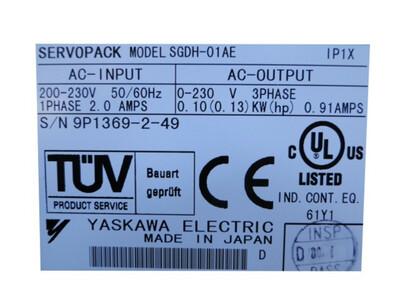 SERVOPACK MODEL SGDH-01AE IP1X
AC-INPUT AC-OUTPUT
200-230V 50/60Hz 0-230 V 3PHASE
1PHASE 2.0 AMPS 0.10(0.13)KW(hp) 0.91AMPS
S/N 9P1369-2-49
TÜV
PRODUCT SERVICE
Bauart
geprüft
CE
C UL US
LISTED
IND. CONT. EQ.
61Y1
YASKAWA ELECTRIC
MADE IN JAPAN D
INSP
D
PASS